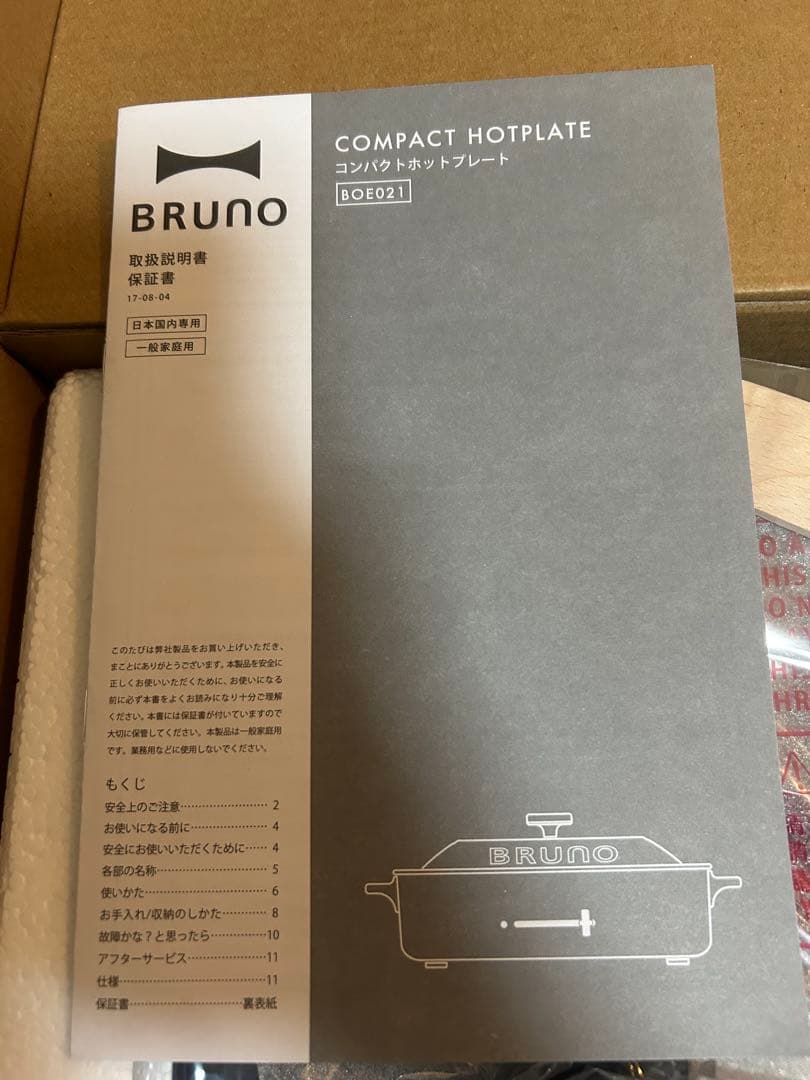 BRUNO
取扱説明書
保証書
17-08-04
日本国内専用
一般家庭用
COMPACT HOTPLATE
コンパクトホットプレート
BOE021
このたびは弊社製品をお買い上げいただき、
まことにありがとうございます。本製品を安全に
正しくお使いいただくために、お使いになる
前に必ず本書をよくお読みになり十分ご理解
ください。本書には保証書が付いていますので
大切に保管してください。本製品は一般家庭用
です。業務用などに使用しないでください。
もくじ
安全上のご注意……………………2
お使いになる前に…………………4
安全にお使いいただくために……4
各部の名称…………………………5
使いかた……………………………6
お手入れ/収納のしかた…………8
故障かな？と思ったら……………10
アフターサービス…………………11
仕様…………………………………11
保証書………………………裏表紙
BRUNO
O A
HIS
O N
HR